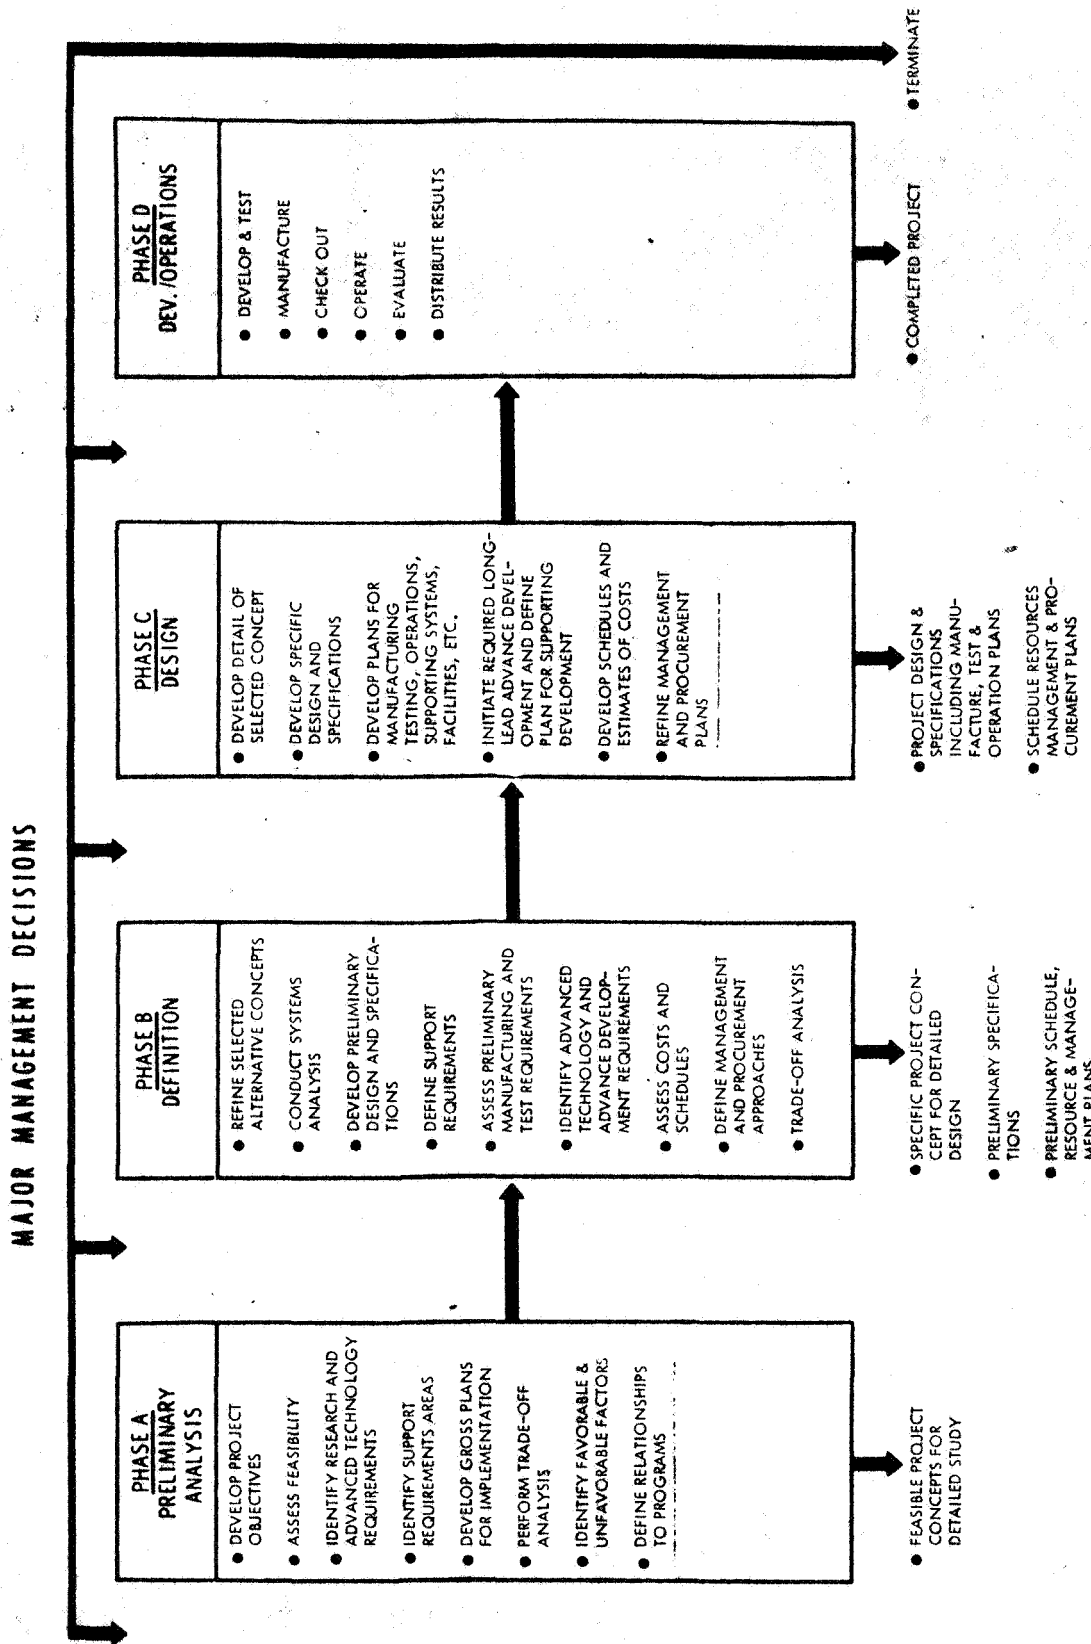 MAJOR MANAGEMENT DECISIONS
PHASE A
PRELIMINARY
ANALYSIS
● DEVELOP PROJECT
OBJECTIVES
● ASSESS FEASIBILITY
● IDENTIFY RESEARCH AND
ADVANCED TECHNOLOGY
REQUIREMENTS
● IDENTIFY SUPPORT
REQUIREMENTS AREAS
● DEVELOP GROSS PLANS
FOR IMPLEMENTATION
● PERFORM TRADE-OFF
ANALYSIS
● IDENTIFY FAVORABLE &
UNFAVORABLE FACTORS
● DEFINE RELATIONSHIPS
TO PROGRAMS
● FEASIBLE PROJECT
CONCEPTS FOR
DETAILED STUDY
PHASE B
DEFINITION
● REFINE SELECTED
ALTERNATIVE CONCEPTS
● CONDUCT SYSTEMS
ANALYSIS
● DEVELOP PRELIMINARY
DESIGN AND SPECIFICA-
TIONS
● DEFINE SUPPORT
REQUIREMENTS
● ASSESS PRELIMINARY
MANUFACTURING AND
TEST REQUIREMENTS
● IDENTIFY ADVANCED
TECHNOLOGY AND
ADVANCE DEVELOP-
MENT REQUIREMENTS
● ASSESS COSTS AND
SCHEDULES
● DEFINE MANAGEMENT
AND PROCUREMENT
APPROACHES
● TRADE-OFF ANALYSIS
● SPECIFIC PROJECT CON-
CEPT FOR DETAILED
DESIGN
● PRELIMINARY SPECIFICA-
TIONS
● PRELIMINARY SCHEDULE,
RESOURCE & MANAGE-
MENT PLANS
PHASE C
DESIGN
● DEVELOP DETAIL OF
SELECTED CONCEPT
● DEVELOP SPECIFIC
DESIGN AND
SPECIFICATIONS
● DEVELOP PLANS FOR
MANUFACTURING
TESTING, OPERATIONS,
SUPPORTING SYSTEMS,
FACILITIES, ETC.
● INITIATE REQUIRED LONG-
LEAD ADVANCE DEVEL-
OPMENT AND DEFINE
PLAN FOR SUPPORTING
DEVELOPMENT
● DEVELOP SCHEDULES AND
ESTIMATES OF COSTS
● REFINE MANAGEMENT
AND PROCUREMENT
PLANS
● PROJECT DESIGN &
SPECIFICATIONS
INCLUDING MANU-
FACTURE, TEST &
OPERATION PLANS
● SCHEDULE RESOURCES
MANAGEMENT & PRO-
CUREMENT PLANS
PHASE D
DEV./OPERATIONS
● DEVELOP & TEST
● MANUFACTURE
● CHECK OUT
● OPERATE
● EVALUATE
● DISTRIBUTE RESULTS
● COMPLETED PROJECT
● TERMINATE